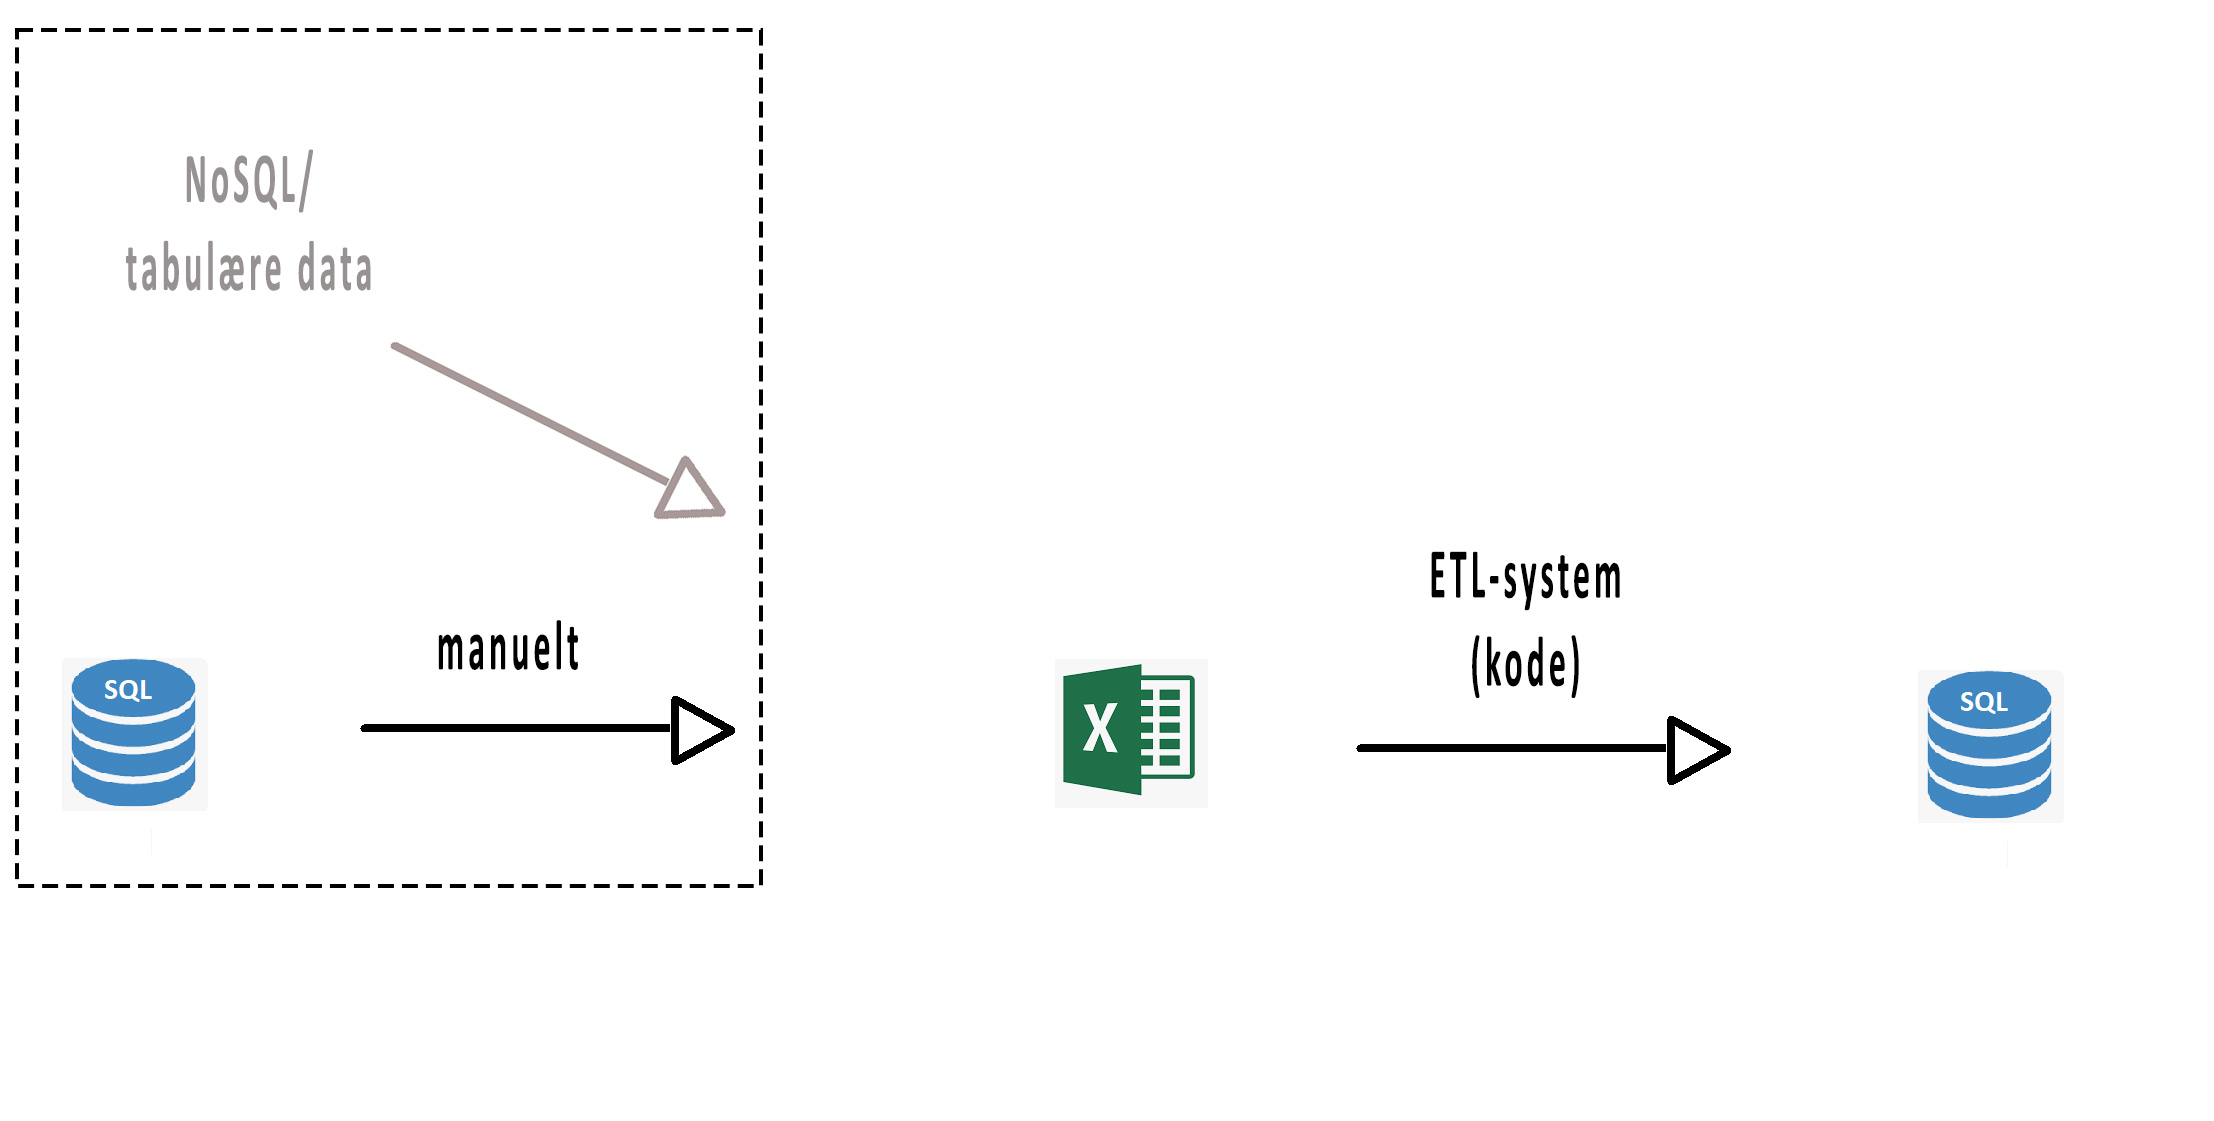 NoSQL/
tabulære data
manuelt
SQL
X
ETL-system
(kode)
SQL